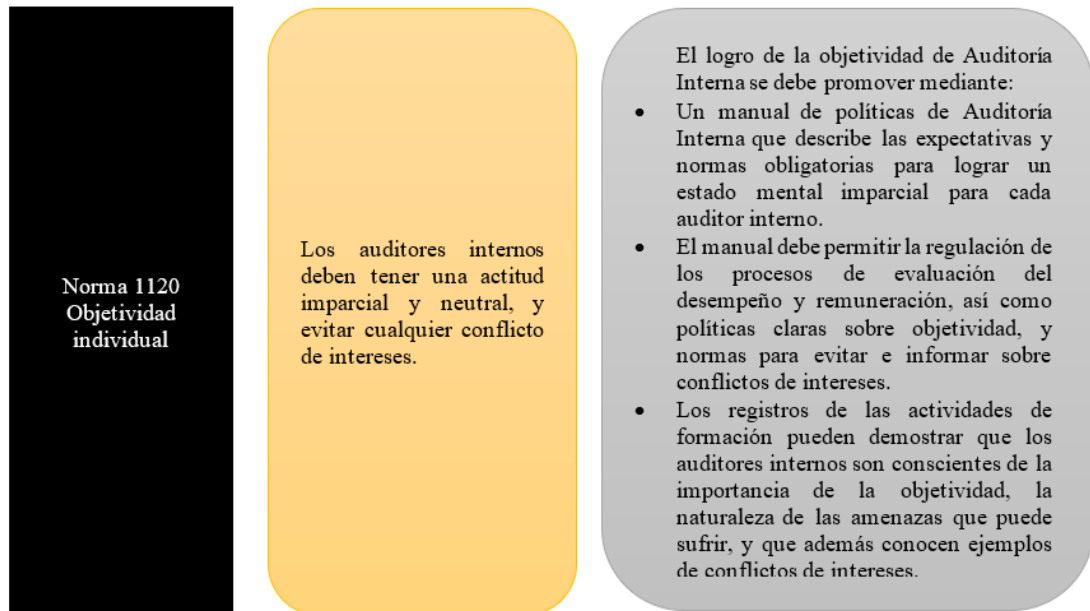 Norma 1120
Objetividad
individual
Los auditores internos
deben tener una actitud
imparcial y neutral, y
evitar cualquier conflicto
de intereses.
El logro de la objetividad de Auditoría
Interna se debe promover mediante:
• Un manual de políticas de Auditoría
Interna que describe las expectativas y
normas obligatorias para lograr un
estado mental imparcial para cada
auditor interno.
• El manual debe permitir la regulación de
los procesos de evaluación del
desempeño y remuneración, así como
políticas claras sobre objetividad, y
normas para evitar e informar sobre
conflictos de intereses.
• Los registros de las actividades de
formación pueden demostrar que los
auditores internos son conscientes de la
importancia de la objetividad, la
naturaleza de las amenazas que puede
sufrir, y que además conocen ejemplos
de conflictos de intereses.